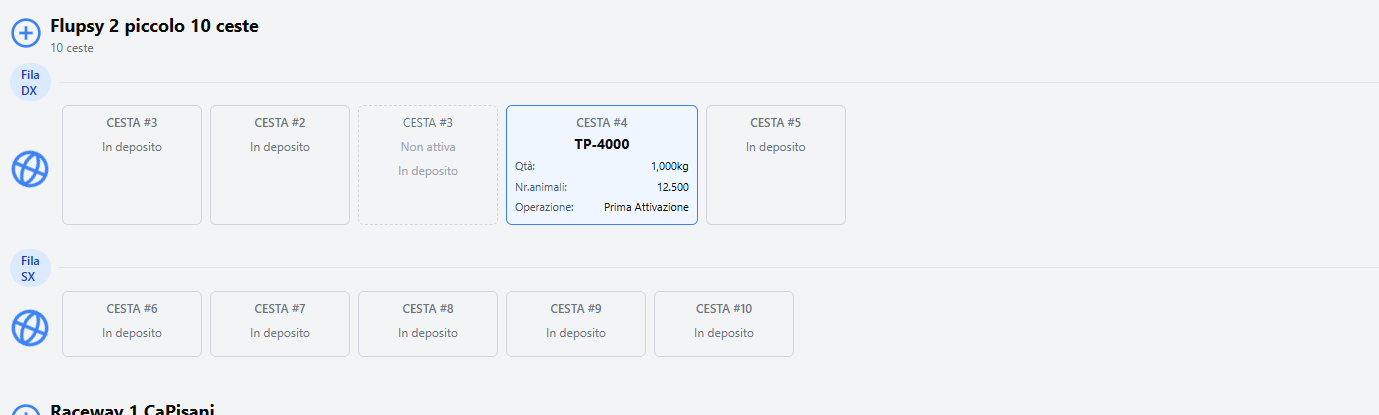 Flupsy 2 piccolo 10 ceste
10 ceste
Fila
DX
CESTA #3
In deposito
CESTA #2
In deposito
CESTA #3
Non attiva
In deposito
CESTA #4
TP-4000
Qtà: 1,000kg
Nr.animali: 12.500
Operazione: Prima Attivazione
CESTA #5
In deposito
Fila
SX
CESTA #6
In deposito
CESTA #7
In deposito
CESTA #8
In deposito
CESTA #9
In deposito
CESTA #10
In deposito
Raceway 1 CaPisani